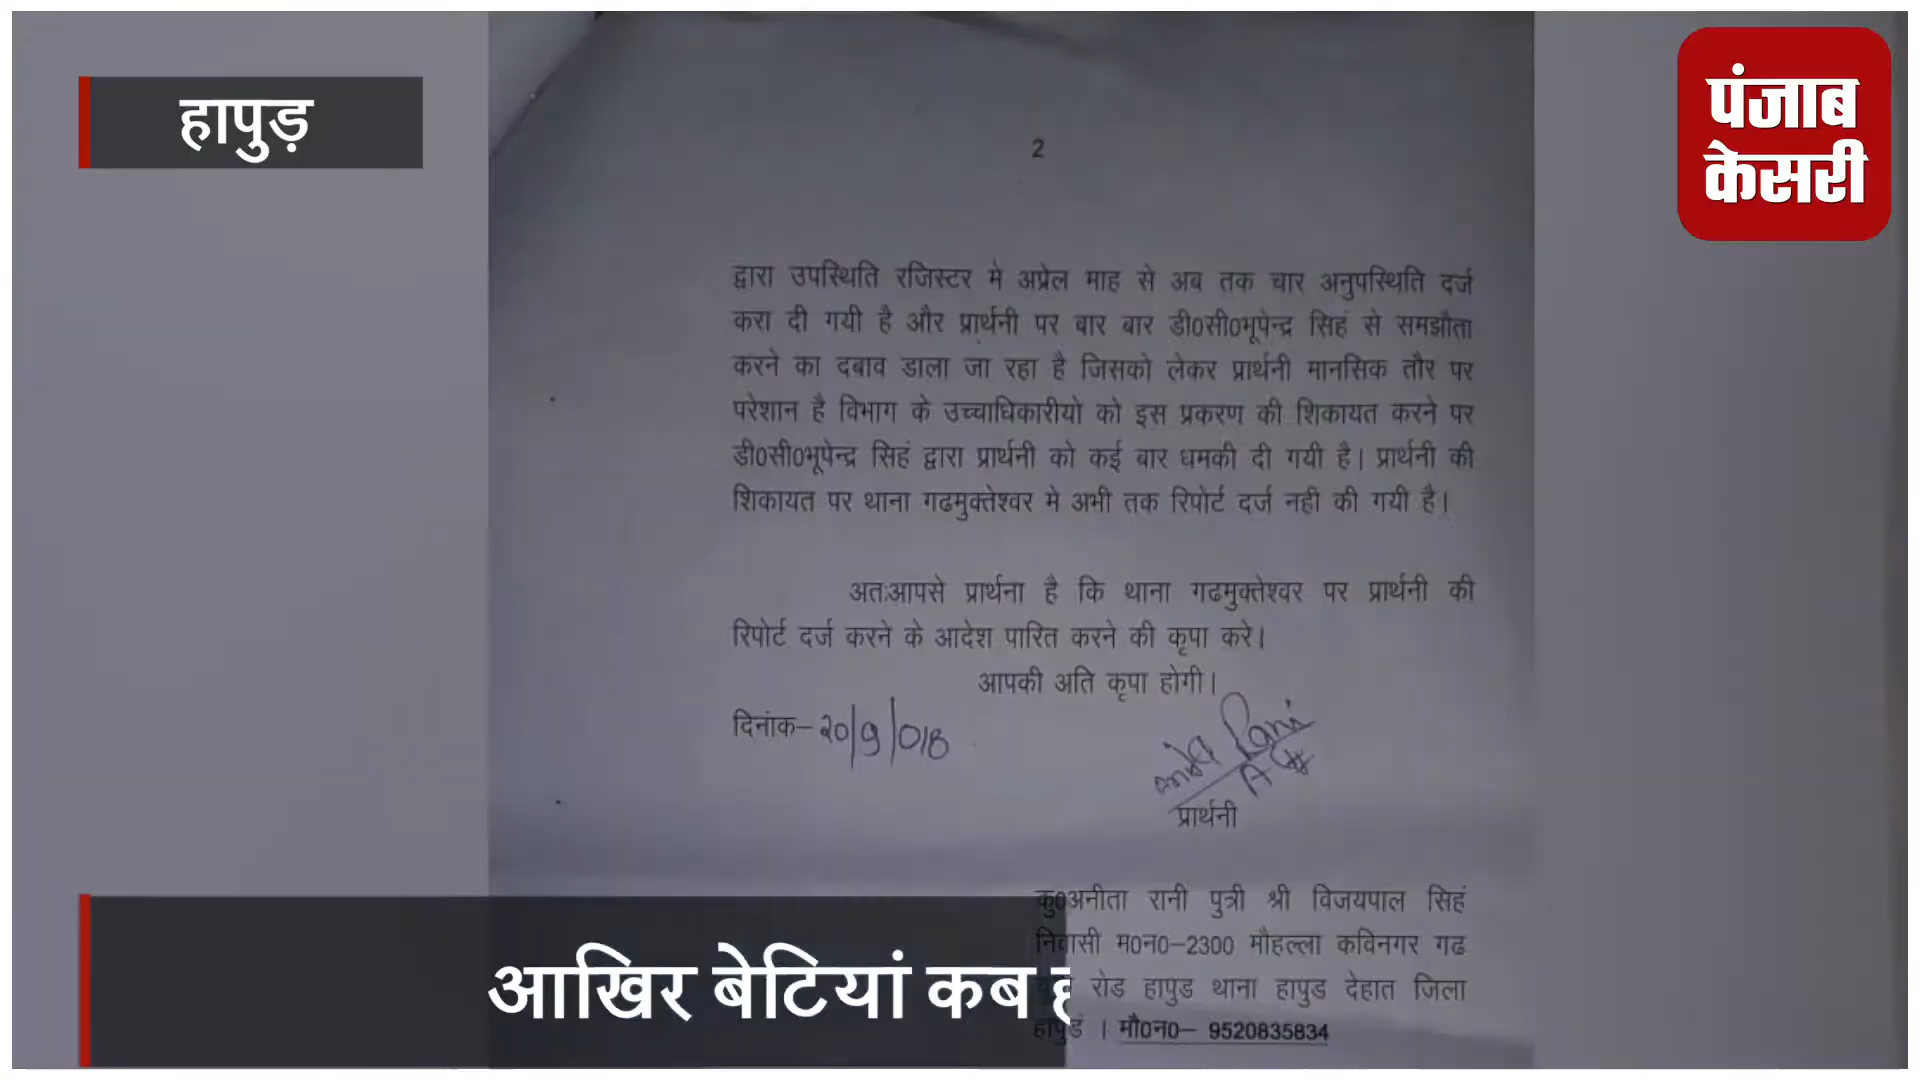 हापुड़
पंजाब
केसरी
2
द्वारा उपस्थिति रजिस्टर मे अप्रेल माह से अब तक चार अनुपस्थिति दर्ज
करा दी गयी है और प्रार्थनी पर बार बार डी0सी0भूपेन्द्र सिहं से समझौता
करने का दबाव डाला जा रहा है जिसको लेकर प्रार्थनी मानसिक तौर पर
परेशान है विभाग के उच्चाधिकारीयो को इस प्रकरण की शिकायत करने पर
डी0सी0भूपेन्द्र सिहं द्वारा प्रार्थनी को कई बार धमकी दी गयी है। प्रार्थनी की
शिकायत पर थाना गढमुक्तेश्वर मे अभी तक रिपोर्ट दर्ज नही की गयी है।
अतःआपसे प्रार्थना है कि थाना गढमुक्तेश्वर पर प्रार्थनी की
रिपोर्ट दर्ज करने के आदेश पारित करने की कृपा करे।
आपकी अति कृपा होगी।
दिनांक– 20/9/018
प्रार्थनी
कु0अनीता रानी पुत्री श्री विजयपाल सिहं
निवासी म0न0–2300 मौहल्ला कविनगर गढ
रोड हापुड थाना हापुड देहात जिला
हापुडं । मौ0न0– 9520835834
आखिर बेटियां कब